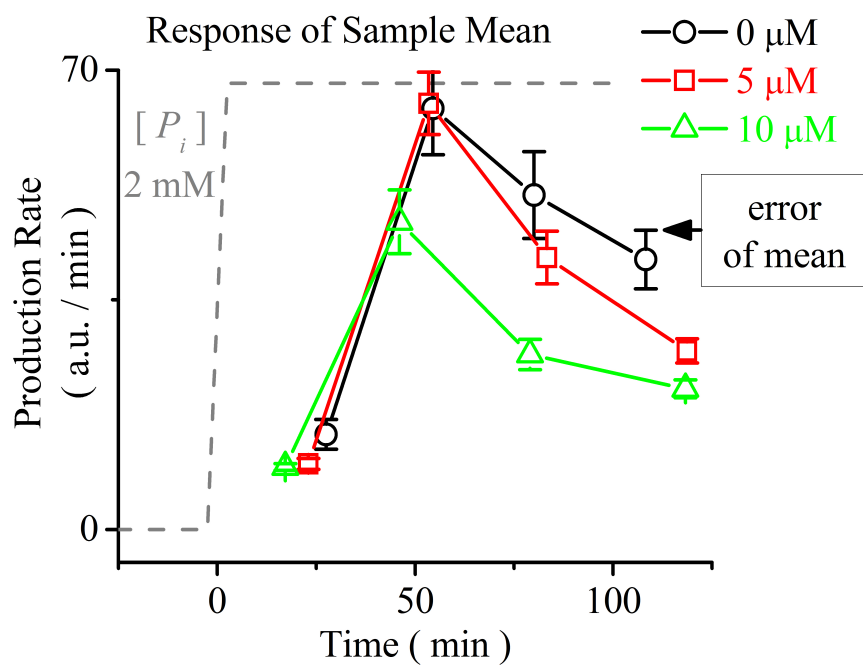 Response of Sample Mean
0 μM
5 μM
10 μM
70
[ P_i ]
2 mM
error
of mean
Production Rate
( a.u. / min )
0
0
50
100
Time ( min )